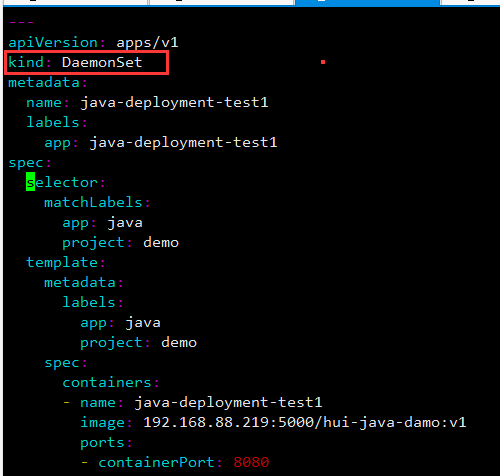 ---
apiVersion: apps/v1
kind: DaemonSet
metadata:
  name: java-deployment-test1
  labels:
    app: java-deployment-test1
spec:
  selector:
    matchLabels:
      app: java
      project: demo
  template:
    metadata:
      labels:
        app: java
        project: demo
    spec:
      containers:
      - name: java-deployment-test1
        image: 192.168.88.219:5000/hui-java-damo:v1
        ports:
        - containerPort: 8080